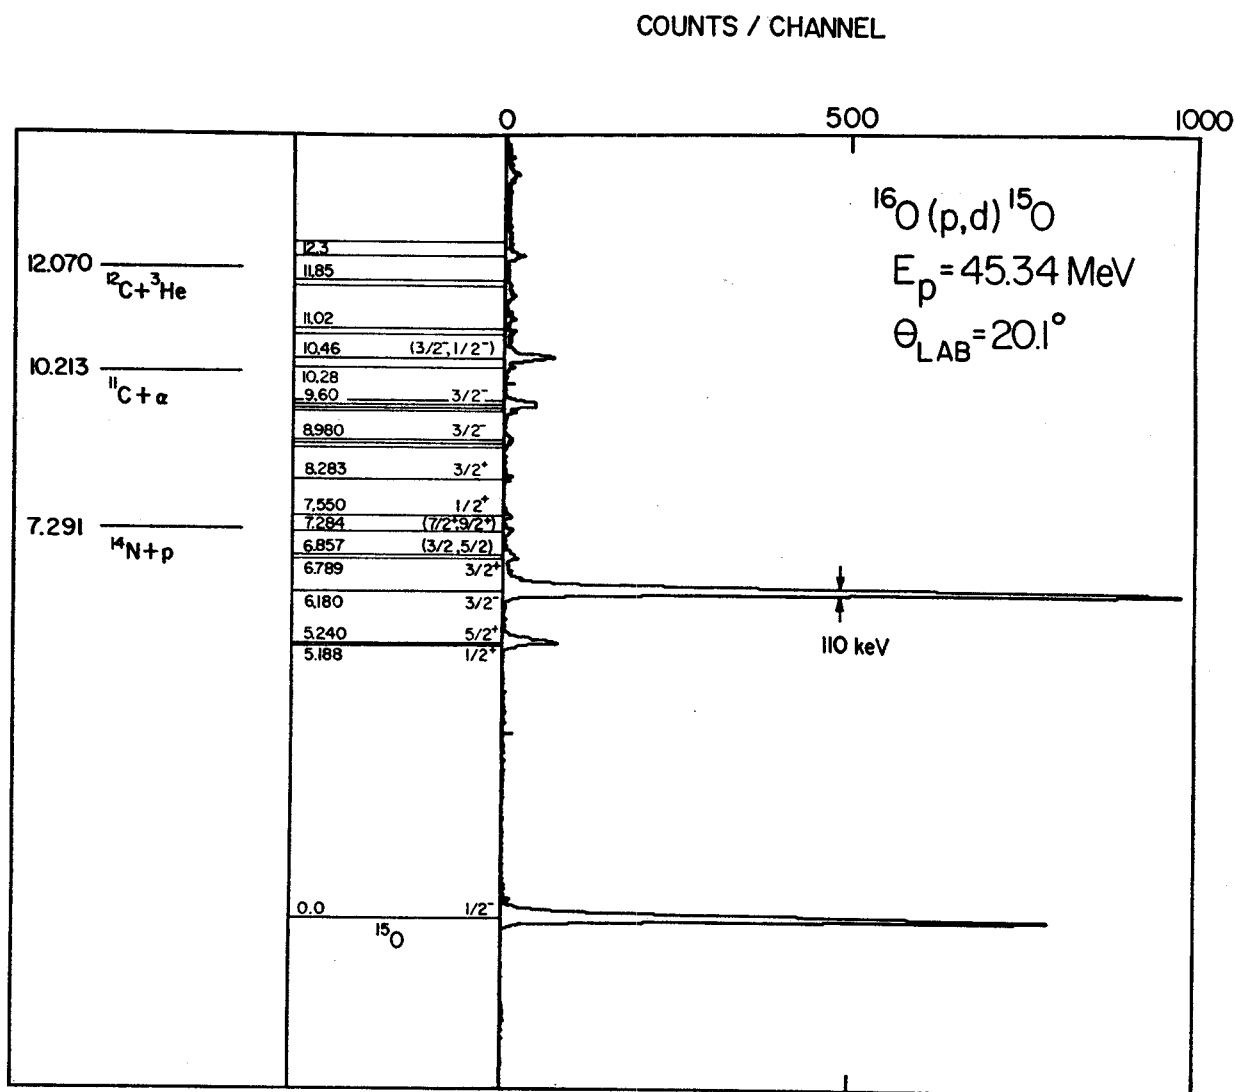 COUNTS / CHANNEL
0 500 1000
¹⁶O (p,d) ¹⁵O
E_p = 45.34 MeV
θ_LAB = 20.1°
12.070
¹²C+³He
10.213
¹¹C+α
7.291
¹⁴N+p
12.3
11.85
11.02
10.46 (3/2⁻,1/2⁻)
10.28
9.60 3/2⁻
8.980 3/2⁻
8.283 3/2⁺
7.550 1/2⁺
7.284 (7/2⁺,9/2⁺)
6.857 (3/2,5/2)
6.789 3/2⁺
6.180 3/2⁻
5.240 5/2⁺
5.188 1/2⁺
110 keV
0.0 1/2⁻
¹⁵O